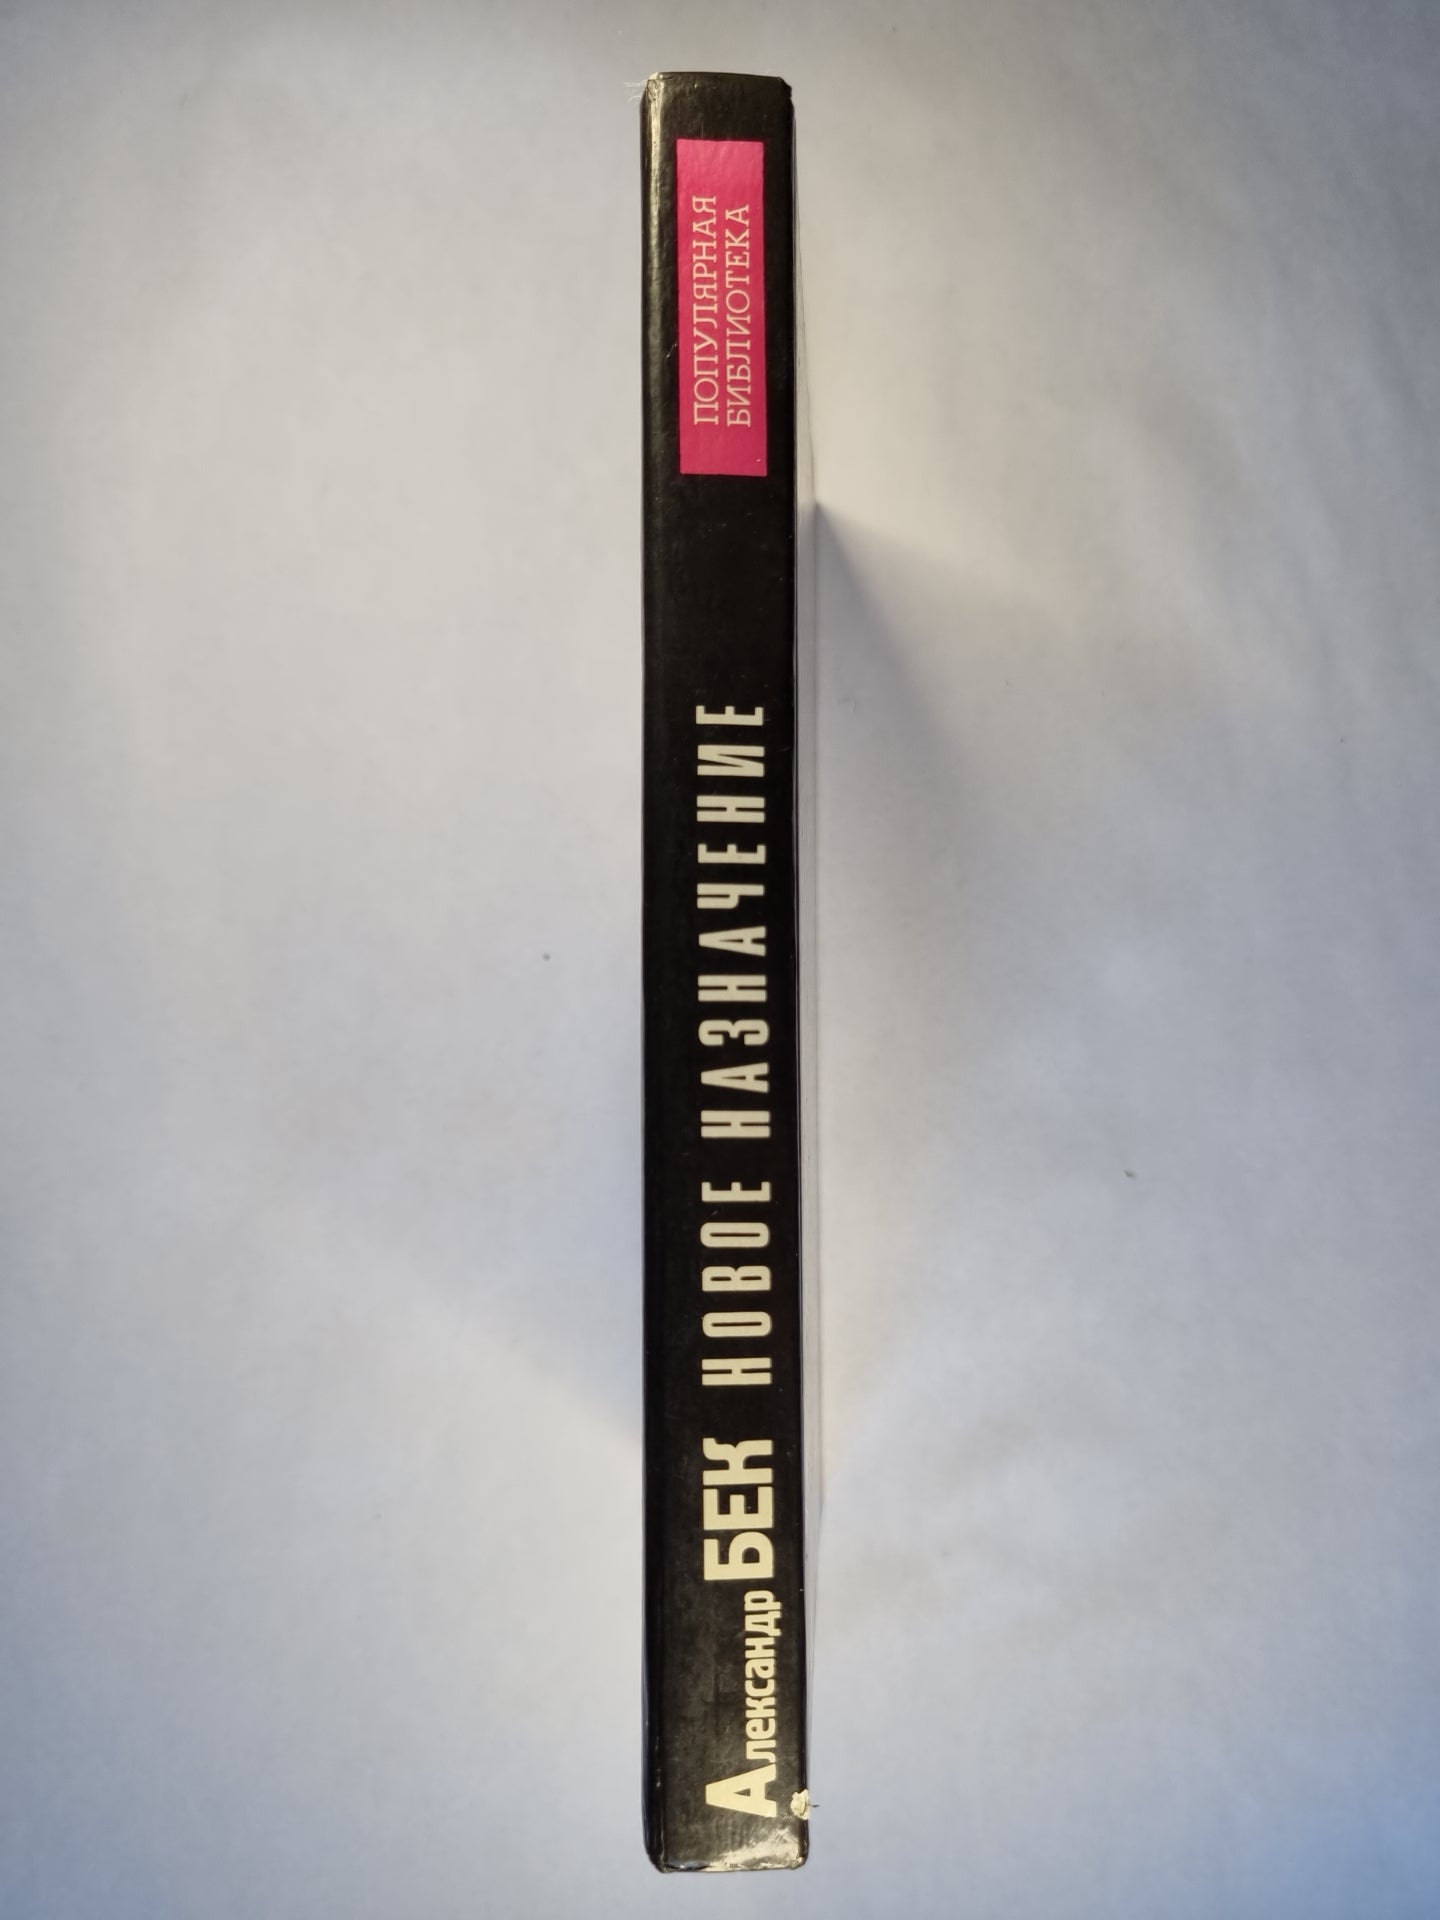 Александр БЕК НОВОЕ НАЗНАЧЕНИЕ
ПОПУЛЯРНАЯ
БИБЛИОТЕКА